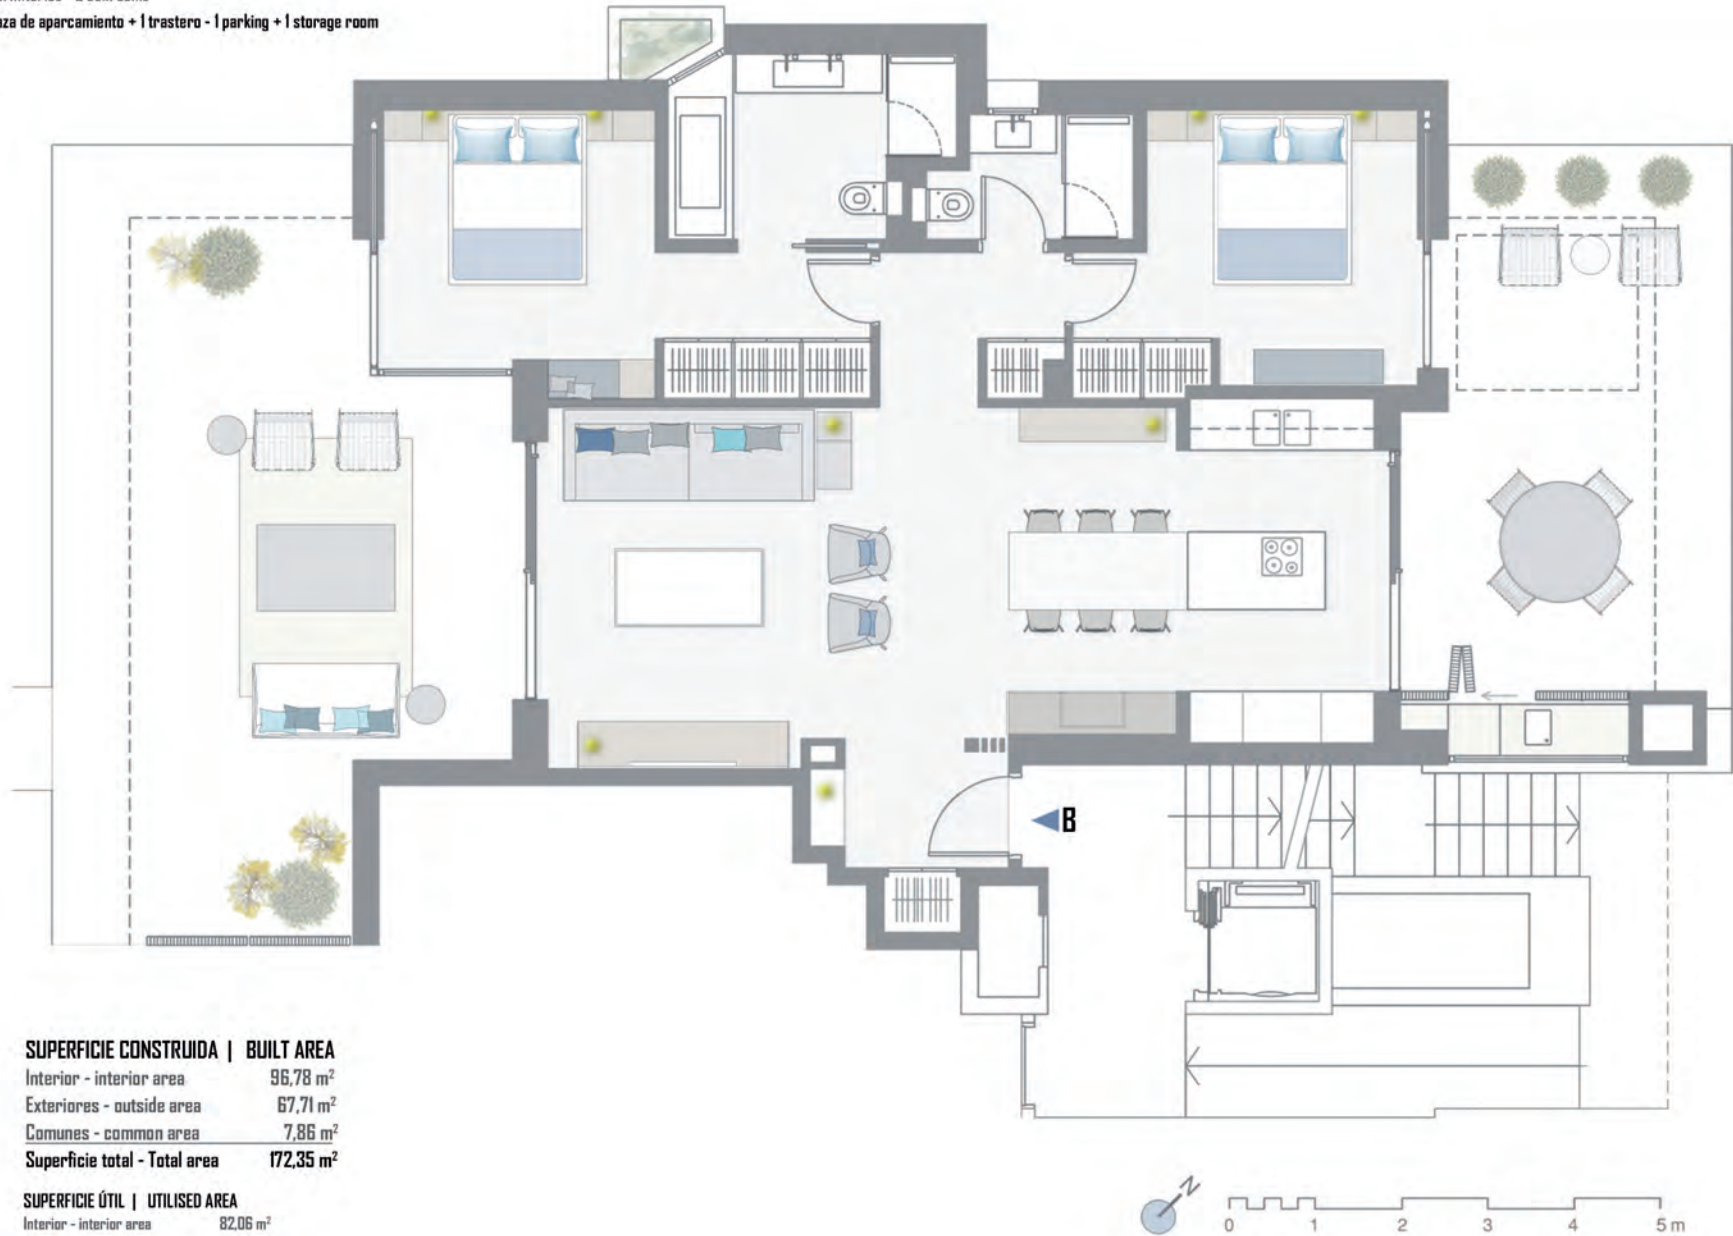 aza de aparcamiento + 1 trastero - 1 parking + 1 storage room
B
SUPERFICIE CONSTRUIDA | BUILT AREA
Interior - interior area 96,78 m²
Exteriores - outside area 67,71 m²
Comunes - common area 7,86 m²
Superficie total - Total area 172,35 m²
SUPERFICIE ÚTIL | UTILISED AREA
Interior - interior area 82,06 m²
N
0 1 2 3 4 5 m